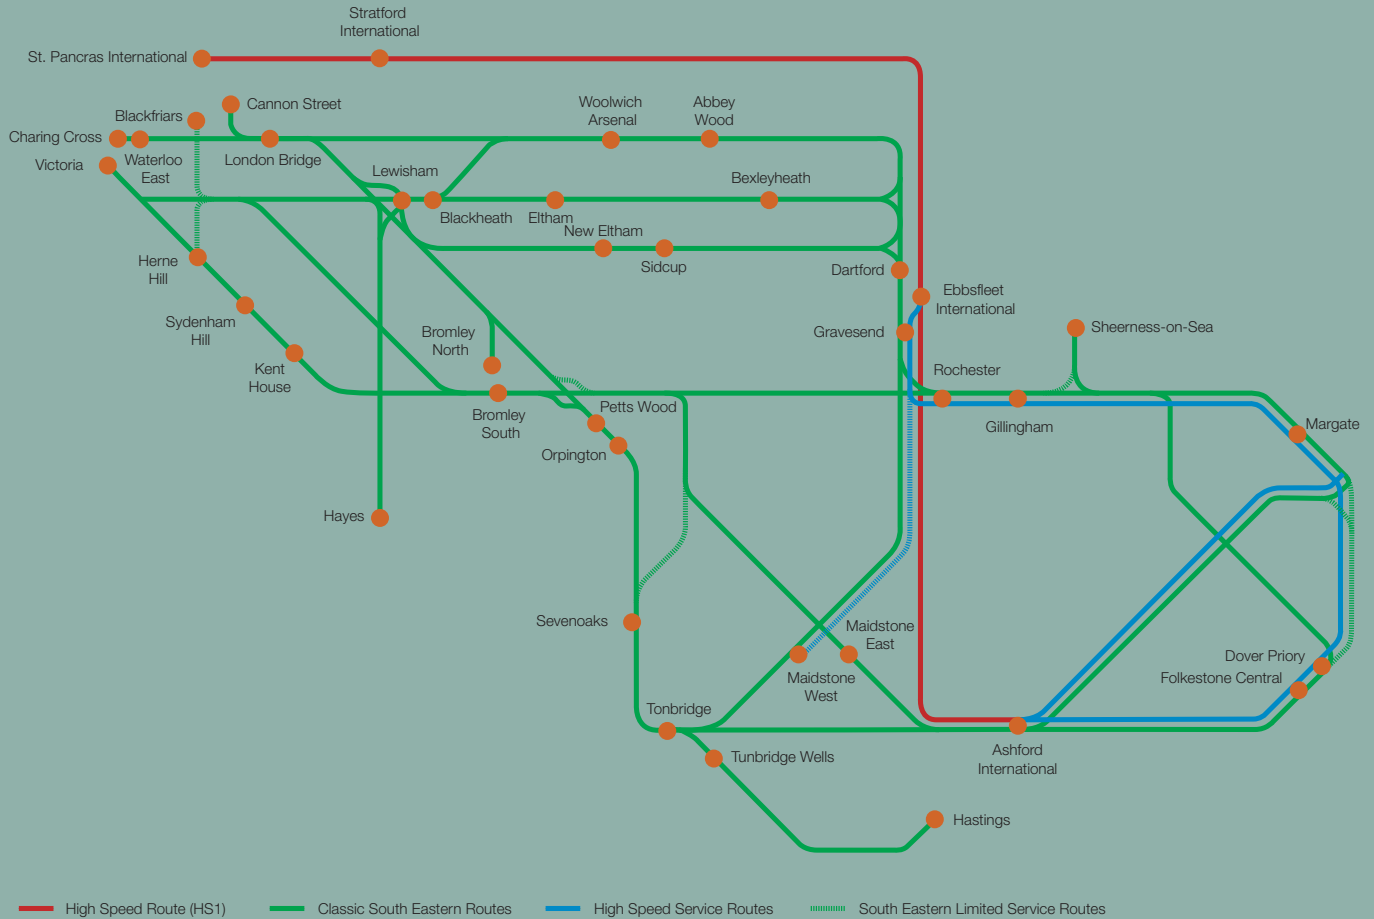 Stratford
International
St. Pancras International
Cannon Street
Blackfriars
Charing Cross
Waterloo
East
Victoria
London Bridge
Woolwich
Arsenal
Abbey
Wood
Lewisham
Blackheath
Eltham
Bexleyheath
New Eltham
Sidcup
Dartford
Herne
Hill
Ebbsfleet
International
Sydenham
Hill
Gravesend
Sheerness-on-Sea
Bromley
North
Kent
House
Rochester
Bromley
South
Petts Wood
Gillingham
Margate
Orpington
Hayes
Sevenoaks
Maidstone
East
Maidstone
West
Dover Priory
Folkestone Central
Tonbridge
Tunbridge Wells
Ashford
International
Hastings
High Speed Route (HS1)
Classic South Eastern Routes
High Speed Service Routes
South Eastern Limited Service Routes